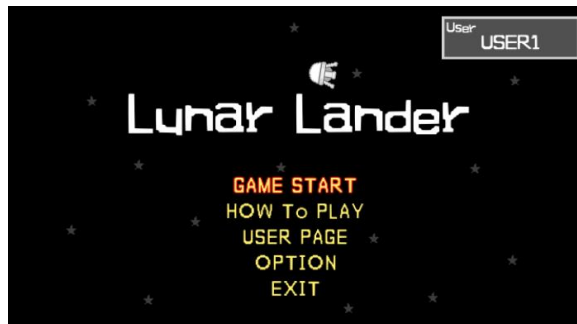 User
USER1
Lunar Lander
GAME START
HOW To PLAY
USER PAGE
OPTION
EXIT